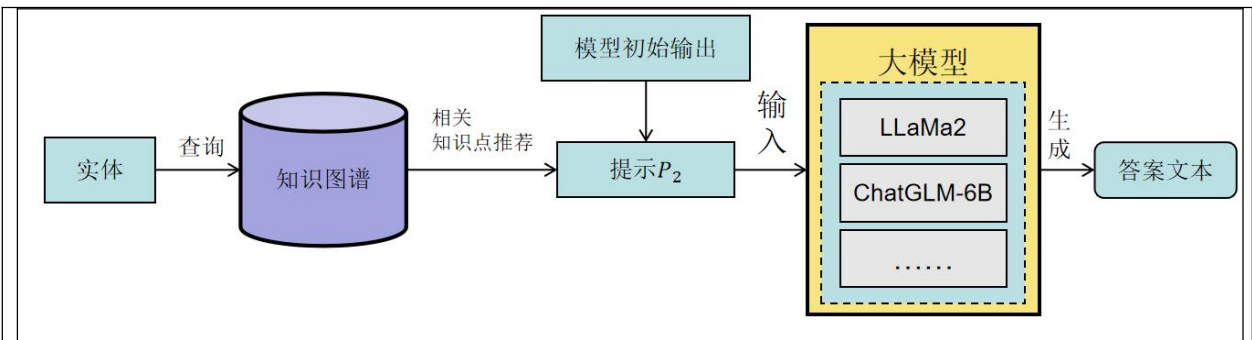 实体
查询
知识图谱
相关
知识点推荐
模型初始输出
提示P₂
输
入
大模型
LLaMa2
ChatGLM-6B
……
生
成
答案文本